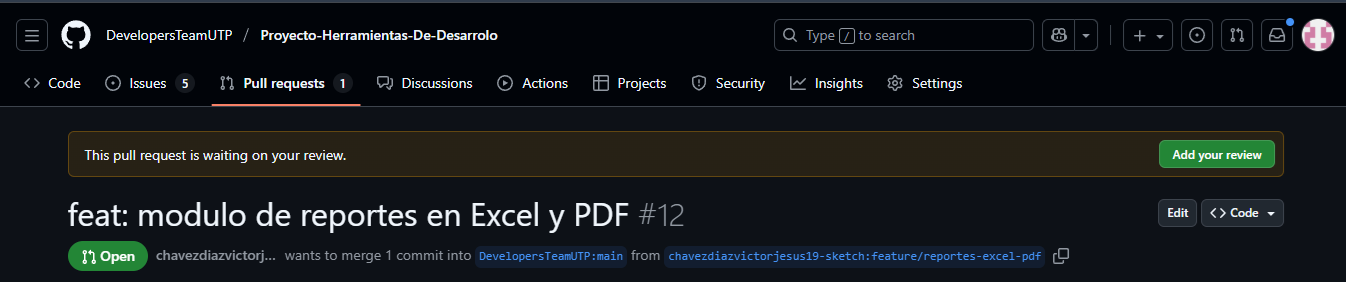 DevelopersTeamUTP / Proyecto-Herramientas-De-Desarrolo Type / to search
Code Issues 5 Pull requests 1 Discussions Actions Projects Security Insights Settings
This pull request is waiting on your review. Add your review
feat: modulo de reportes en Excel y PDF #12 Edit Code
Open chavezdiazvictorj... wants to merge 1 commit into DevelopersTeamUTP:main from chavezdiazvictorjesus19-sketch:feature/reportes-excel-pdf